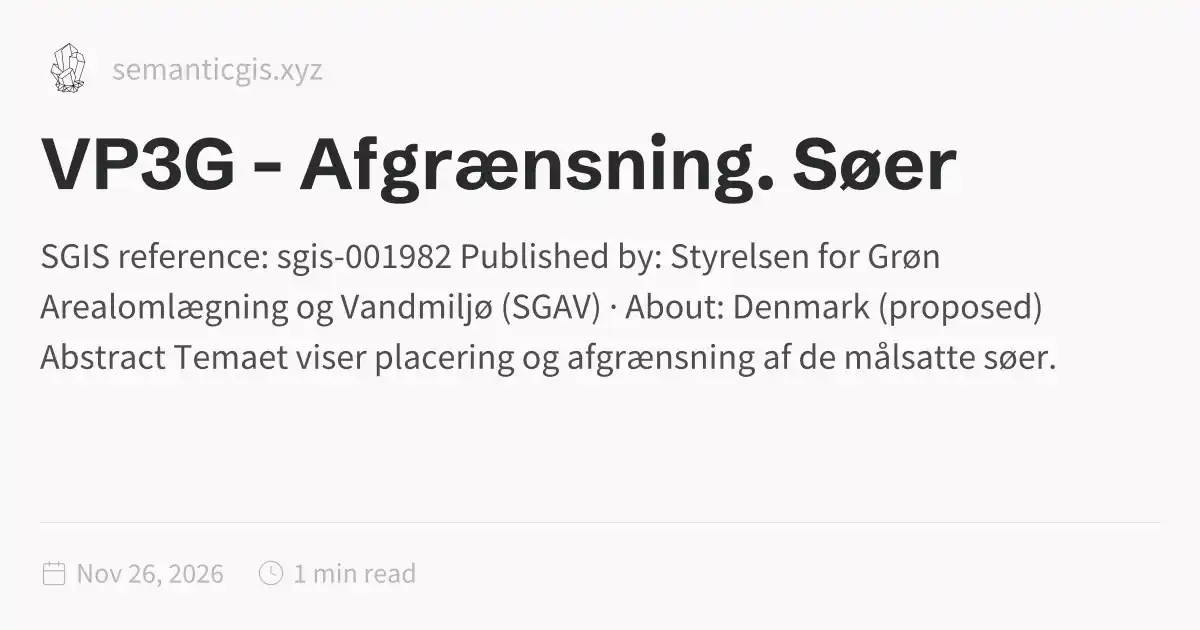 semanticgis.xyz
VP3G - Afgrænsning. Søer
SGIS reference: sgis-001982 Published by: Styrelsen for Grøn
Arealomlægning og Vandmiljø (SGAV) · About: Denmark (proposed)
Abstract Temaet viser placering og afgrænsning af de målsatte søer.
Nov 26, 2026 1 min read